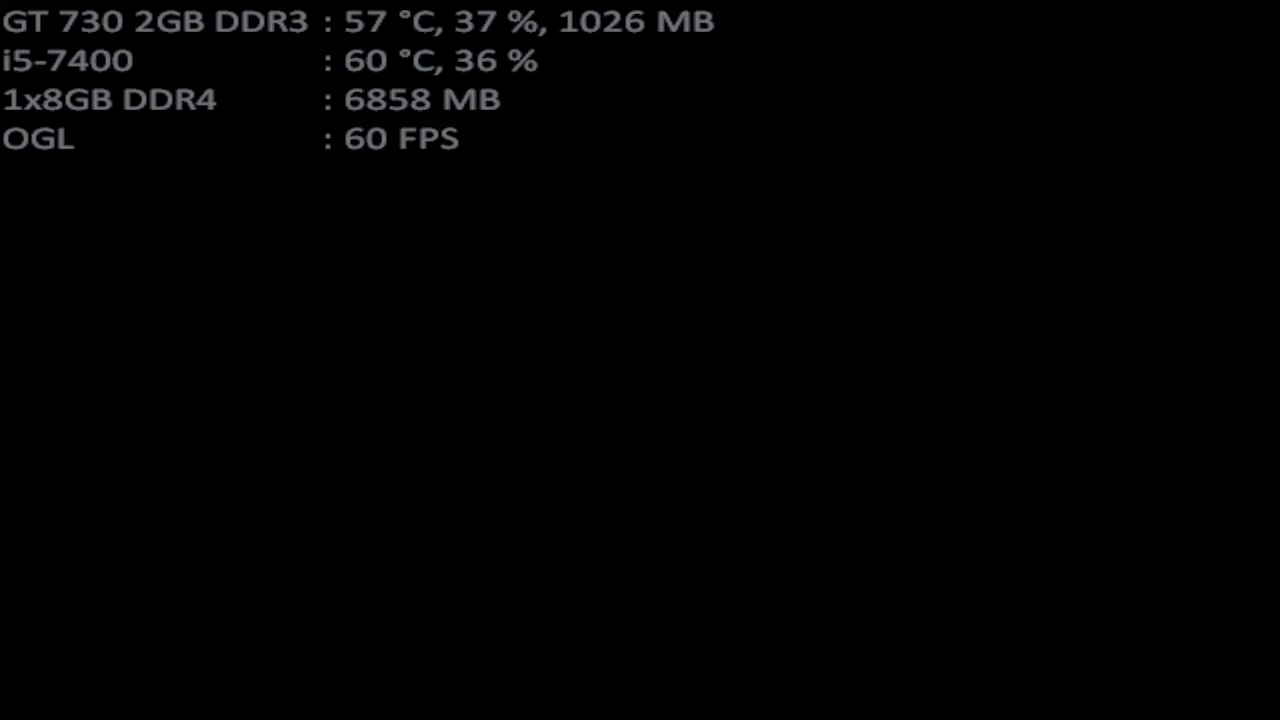 GT 730 2GB DDR3 : 57 °C, 37 %, 1026 MB
i5-7400 : 60 °C, 36 %
1x8GB DDR4 : 6858 MB
OGL : 60 FPS